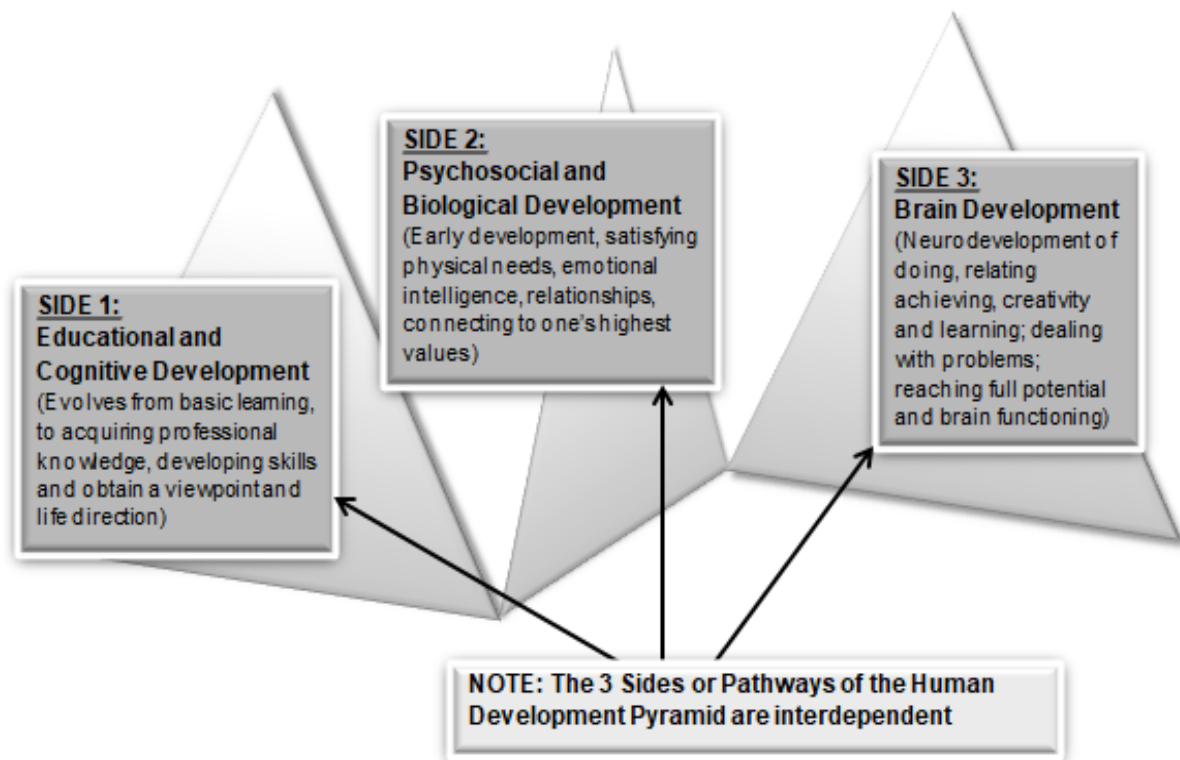 SIDE 1:
Educational and
Cognitive Development
(Evolves from basic learning,
to acquiring professional
knowledge, developing skills
and obtain a viewpoint and
life direction)
SIDE 2:
Psychosocial and
Biological Development
(Early development, satisfying
physical needs, emotional
intelligence, relationships,
connecting to one's highest
values)
SIDE 3:
Brain Development
(Neurodevelopment of
doing, relating
achieving, creativity
and learning; dealing
with problems;
reaching full potential
and brain functioning)
NOTE: The 3 Sides or Pathways of the Human
Development Pyramid are interdependent